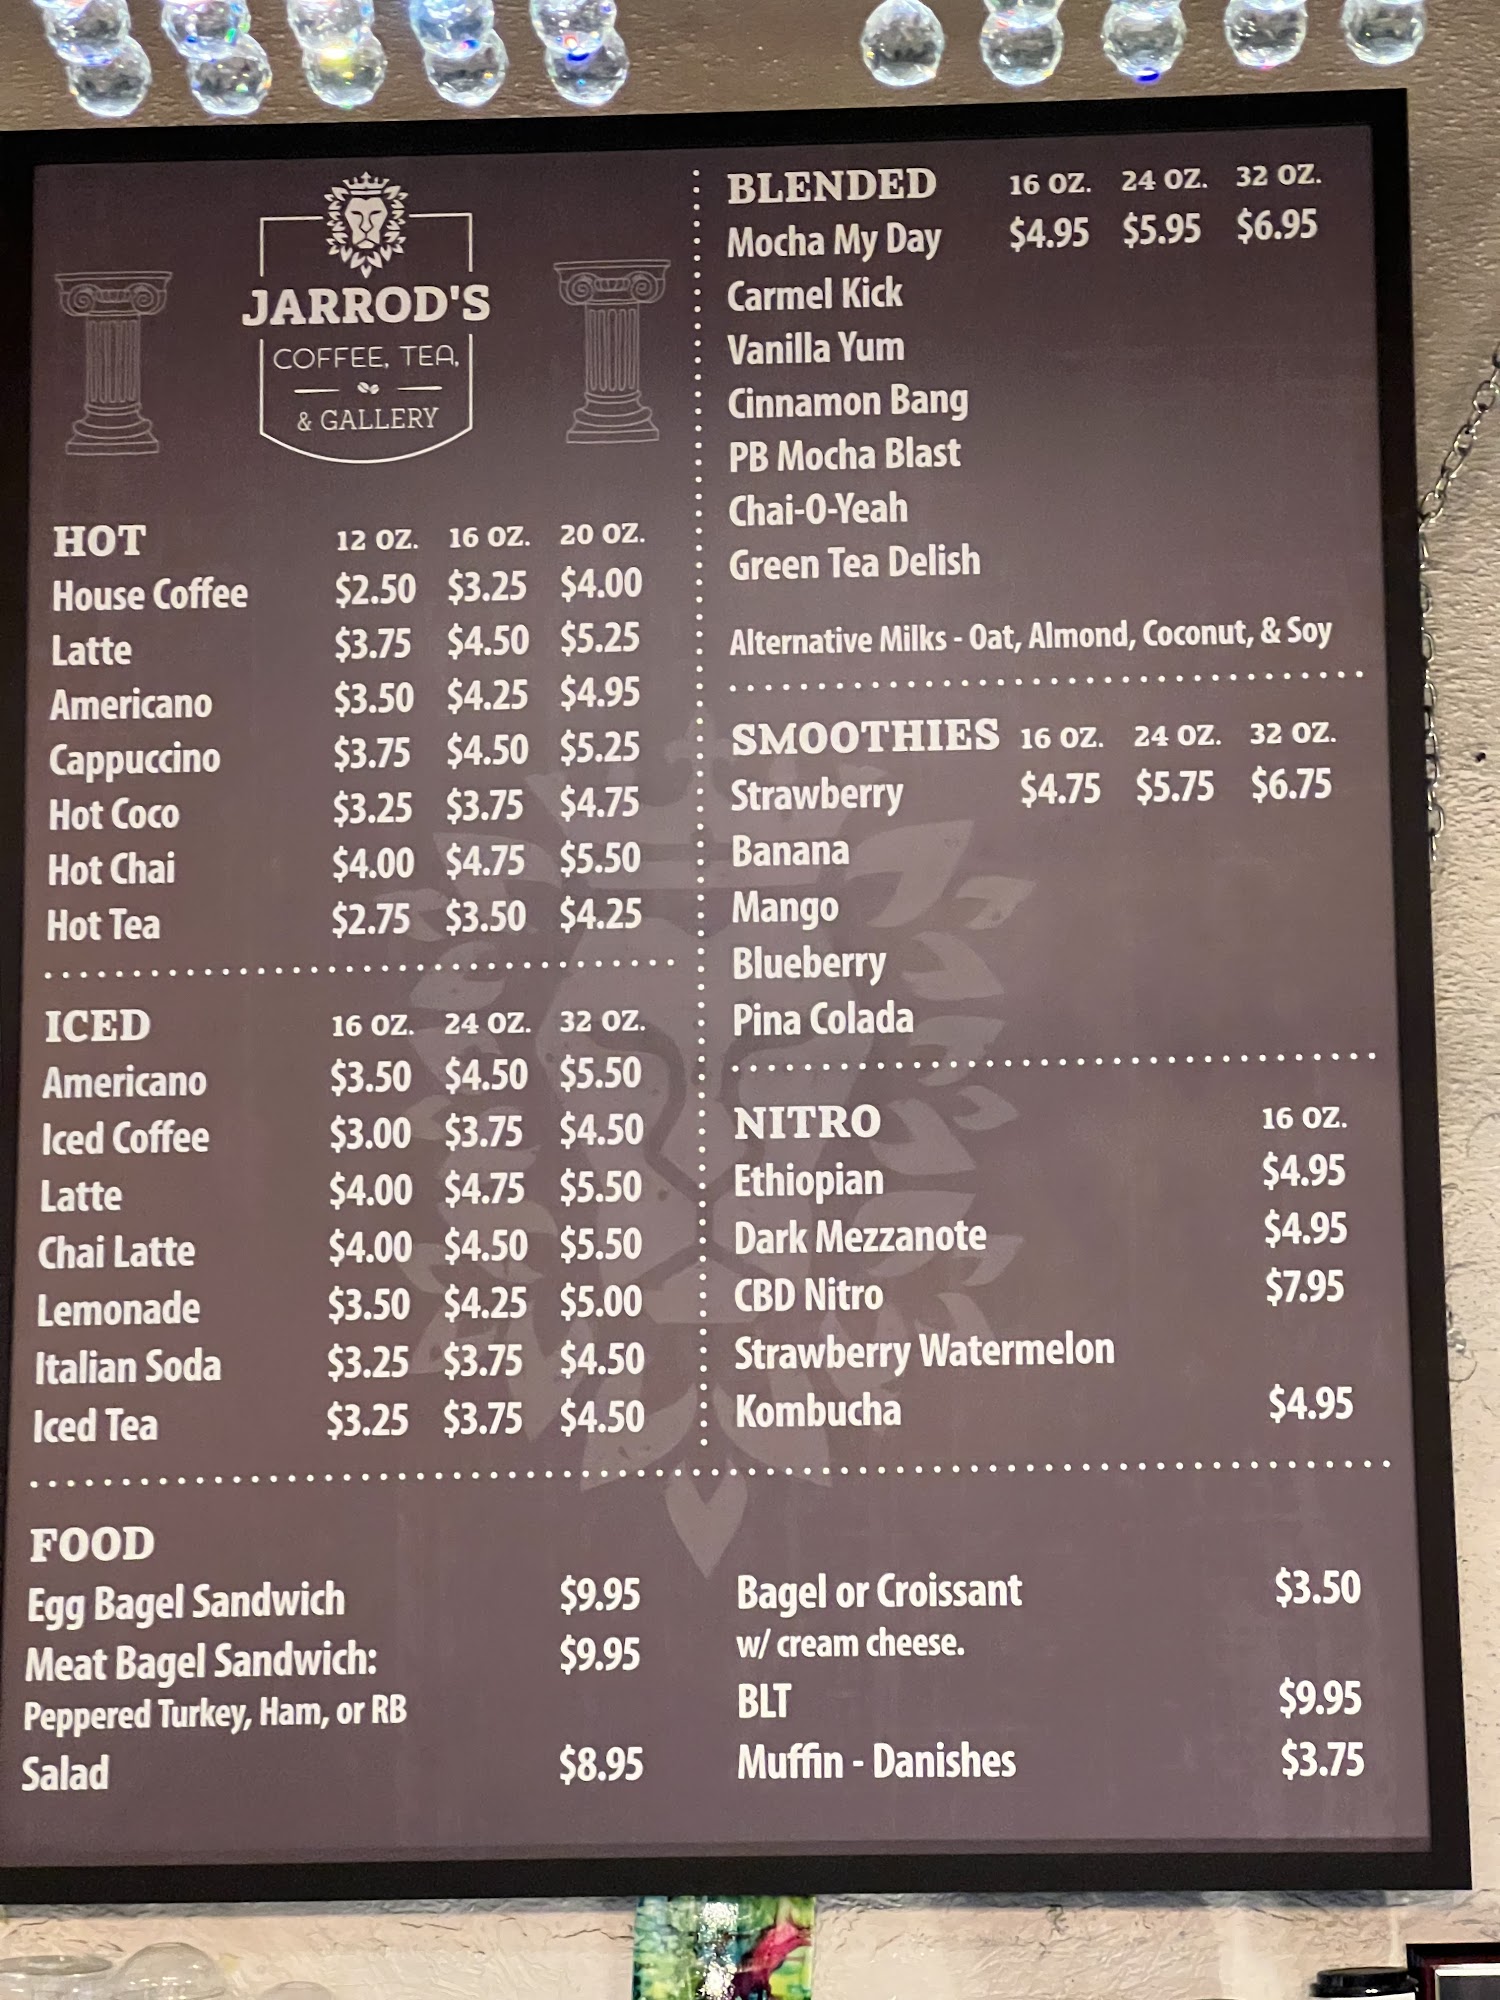 JARROD'S
COFFEE, TEA,
& GALLERY
HOT 12 OZ. 16 OZ. 20 OZ.
House Coffee $2.50 $3.25 $4.00
Latte $3.75 $4.50 $5.25
Americano $3.50 $4.25 $4.95
Cappuccino $3.75 $4.50 $5.25
Hot Coco $3.25 $3.75 $4.75
Hot Chai $4.00 $4.75 $5.50
Hot Tea $2.75 $3.50 $4.25
ICED 16 OZ. 24 OZ. 32 OZ.
Americano $3.50 $4.50 $5.50
Iced Coffee $3.00 $3.75 $4.50
Latte $4.00 $4.75 $5.50
Chai Latte $4.00 $4.50 $5.50
Lemonade $3.50 $4.25 $5.00
Italian Soda $3.25 $3.75 $4.50
Iced Tea $3.25 $3.75 $4.50
BLENDED 16 OZ. 24 OZ. 32 OZ.
Mocha My Day $4.95 $5.95 $6.95
Carmel Kick
Vanilla Yum
Cinnamon Bang
PB Mocha Blast
Chai-O-Yeah
Green Tea Delish
Alternative Milks - Oat, Almond, Coconut, & Soy
SMOOTHIES 16 OZ. 24 OZ. 32 OZ.
Strawberry $4.75 $5.75 $6.75
Banana
Mango
Blueberry
Pina Colada
NITRO 16 OZ.
Ethiopian $4.95
Dark Mezzanote $4.95
CBD Nitro $7.95
Strawberry Watermelon
Kombucha $4.95
FOOD
Egg Bagel Sandwich $9.95
Meat Bagel Sandwich: $9.95
Peppered Turkey, Ham, or RB
Salad $8.95
Bagel or Croissant $3.50
w/ cream cheese.
BLT $9.95
Muffin - Danishes $3.75